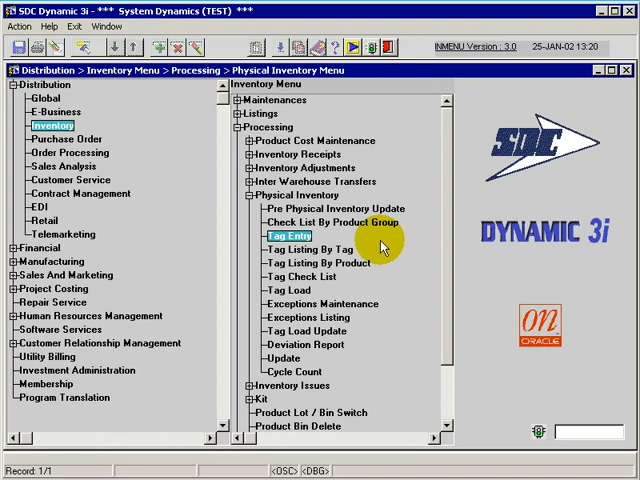 SDC Dynamic 3i - *** System Dynamics (TEST) ***
Action Help Exit Window
INMENU Version : 3.0 25-JAN-02 13:20
Distribution > Inventory Menu > Processing > Physical Inventory Menu
Distribution
Global
E-Business
Inventory
Purchase Order
Order Processing
Sales Analysis
Customer Service
Contract Management
EDI
Retail
Telemarketing
Financial
Manufacturing
Sales And Marketing
Project Costing
Repair Service
Human Resources Management
Software Services
Customer Relationship Management
Utility Billing
Investment Administration
Membership
Program Translation
Inventory Menu
Maintenances
Listings
Processing
Product Cost Maintenance
Inventory Receipts
Inventory Adjustments
Inter Warehouse Transfers
Physical Inventory
Pre Physical Inventory Update
Check List By Product Group
Tag Entry
Tag Listing By Tag
Tag Listing By Product
Tag Check List
Tag Load
Exceptions Maintenance
Exceptions Listing
Tag Load Update
Deviation Report
Update
Cycle Count
Inventory Issues
Kit
Product Lot / Bin Switch
Product Bin Delete
SDC
DYNAMIC 3i
on
ORACLE
Record: 1/1 <OSC> <DBG>